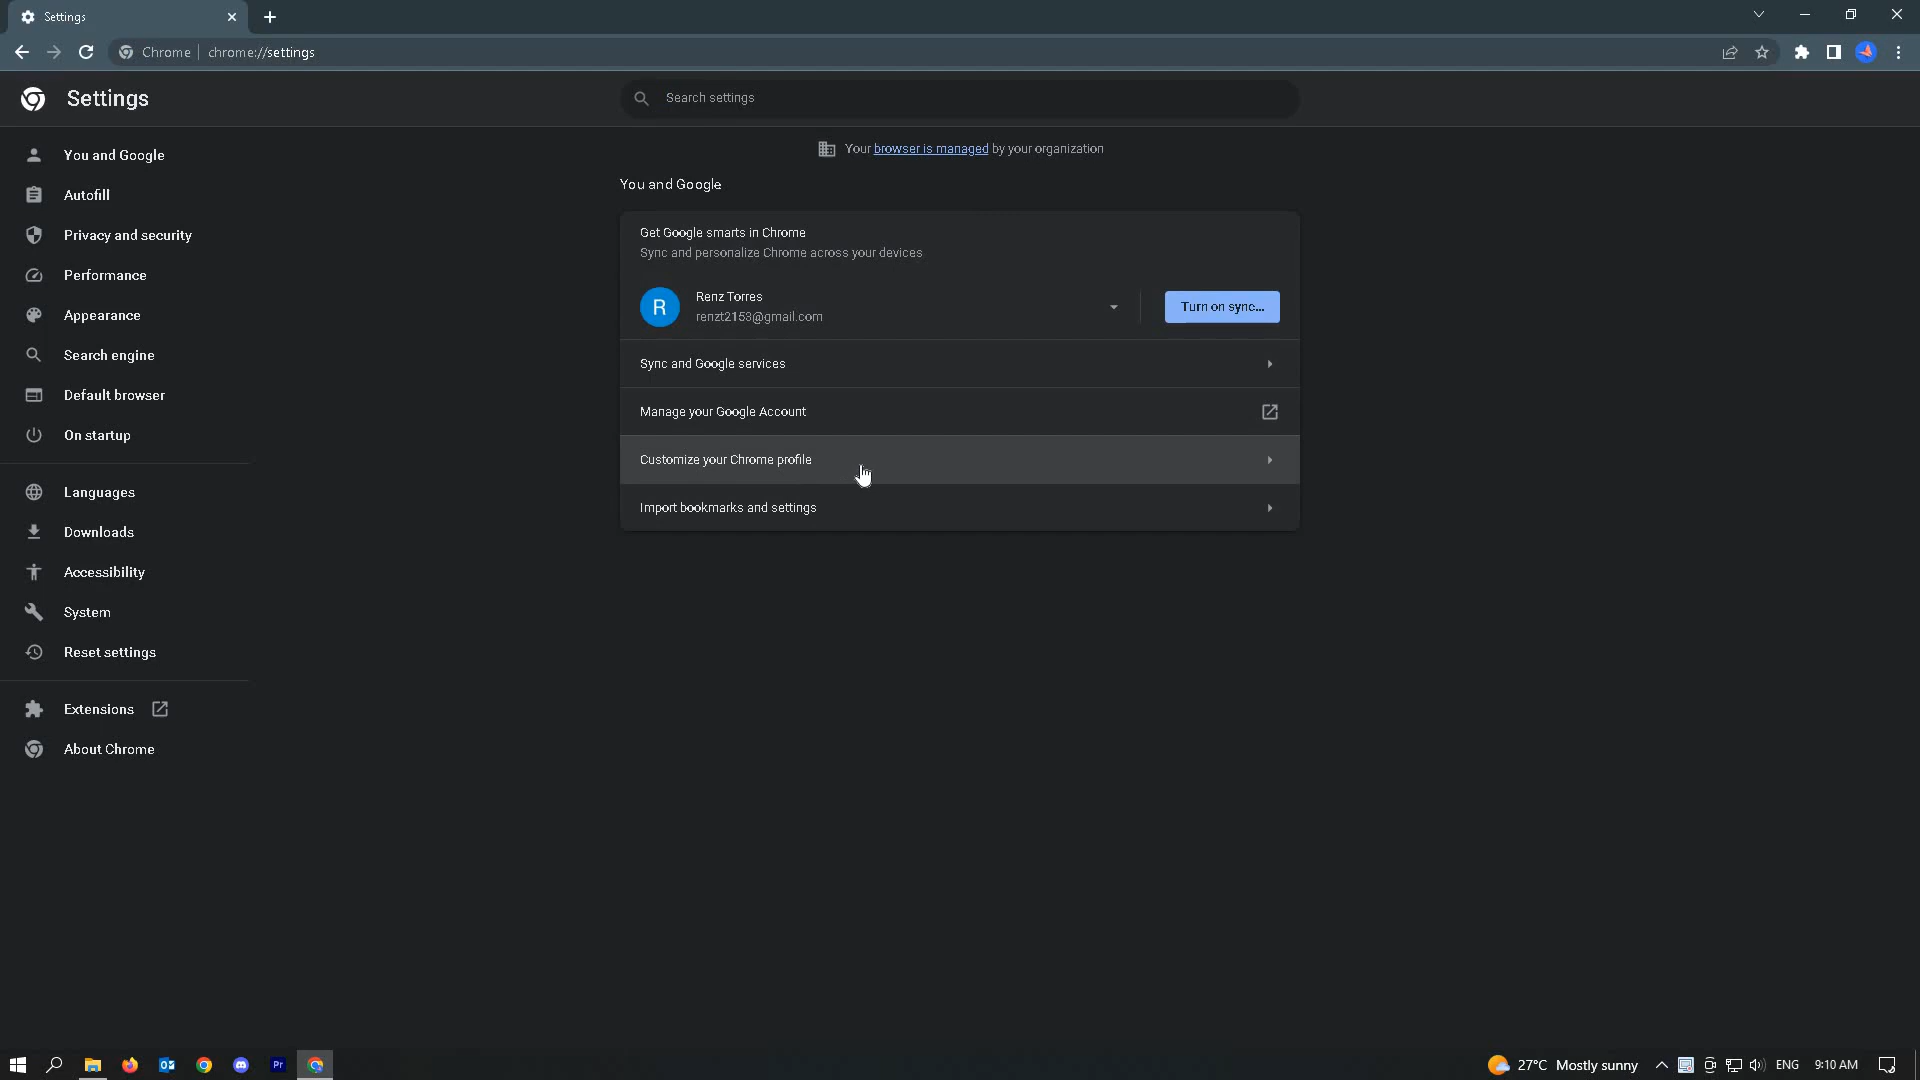 Settings
Chrome chrome://settings
Settings
Search settings
You and Google
Autofill
Privacy and security
Performance
Appearance
Search engine
Default browser
On startup
Languages
Downloads
Accessibility
System
Reset settings
Extensions
About Chrome
Your browser is managed by your organization
You and Google
Get Google smarts in Chrome
Sync and personalize Chrome across your devices
R
Renz Torres
renzt2153@gmail.com
Turn on sync...
Sync and Google services
Manage your Google Account
Customize your Chrome profile
Import bookmarks and settings
Pr
27°C Mostly sunny
ENG
9:10 AM